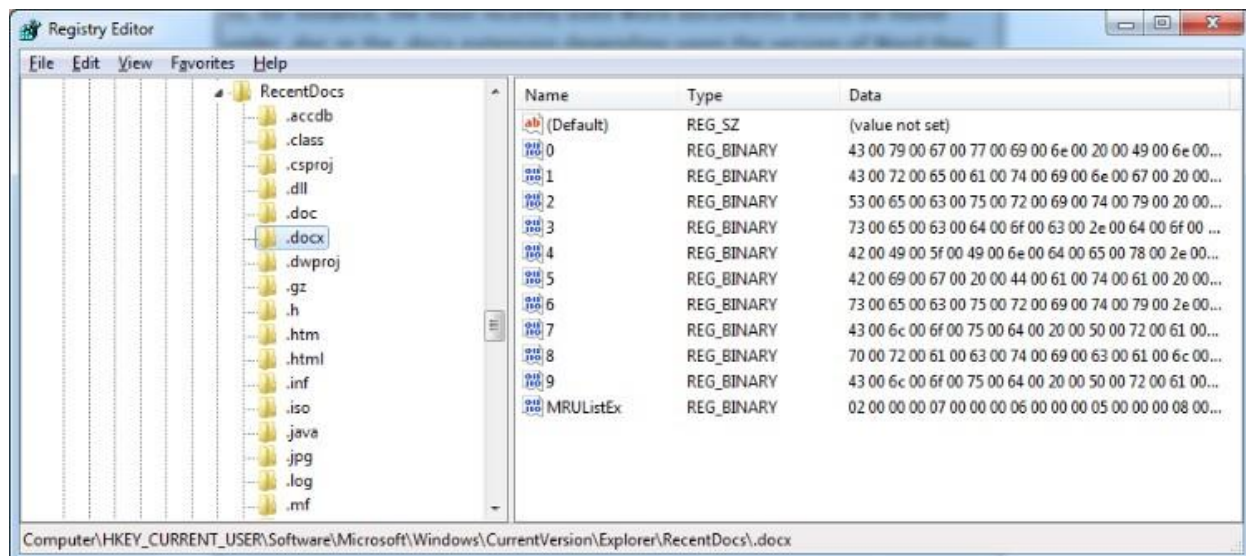 Registry Editor
File Edit View Favorites Help
RecentDocs
.accdb
.class
.csproj
.dll
.doc
.docx
.dwproj
.gz
.h
.htm
.html
.inf
.iso
.java
.jpg
.log
.mf
Name Type Data
(Default) REG_SZ (value not set)
0 REG_BINARY 43 00 79 00 67 00 77 00 69 00 6e 00 20 00 49 00 6e 00...
1 REG_BINARY 43 00 72 00 65 00 61 00 74 00 69 00 6e 00 67 00 20 00...
2 REG_BINARY 53 00 65 00 63 00 75 00 72 00 69 00 74 00 79 00 20 00...
3 REG_BINARY 73 00 65 00 63 00 64 00 6f 00 63 00 2e 00 64 00 6f 00 ...
4 REG_BINARY 42 00 49 00 5f 00 49 00 6e 00 64 00 65 00 78 00 2e 00...
5 REG_BINARY 42 00 69 00 67 00 20 00 44 00 61 00 74 00 61 00 20 00...
6 REG_BINARY 73 00 65 00 63 00 75 00 72 00 69 00 74 00 79 00 2e 00...
7 REG_BINARY 43 00 6c 00 6f 00 75 00 64 00 20 00 50 00 72 00 61 00...
8 REG_BINARY 70 00 72 00 61 00 63 00 74 00 69 00 63 00 61 00 6c 00...
9 REG_BINARY 43 00 6c 00 6f 00 75 00 64 00 20 00 50 00 72 00 61 00...
MRUListEx REG_BINARY 02 00 00 00 07 00 00 00 06 00 00 00 05 00 00 00 08 00...
Computer\HKEY_CURRENT_USER\Software\Microsoft\Windows\CurrentVersion\Explorer\RecentDocs\.docx